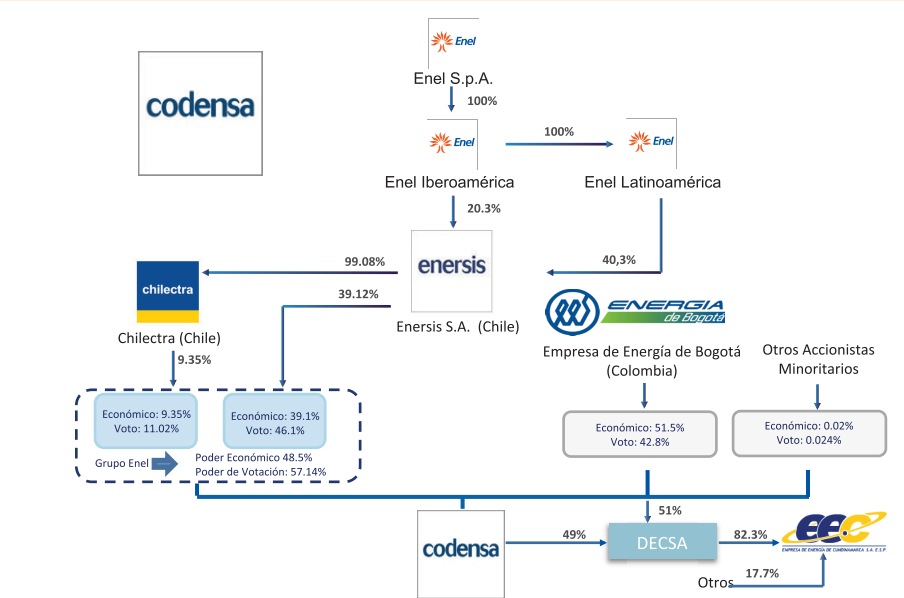 Enel
Enel S.p.A.
100%
codensa
Enel
100%
Enel
Enel Iberoamérica
Enel Latinoamérica
20.3%
enersis
99.08%
40,3%
chilectra
39.12%
Enersis S.A. (Chile)
ENERGIA
de Bogotá
Chilectra (Chile)
9.35%
Empresa de Energía de Bogotá
(Colombia)
Otros Accionistas
Minoritarios
Económico: 9.35%
Voto: 11.02%
Económico: 39.1%
Voto: 46.1%
Económico: 51.5%
Voto: 42.8%
Económico: 0.02%
Voto: 0.024%
Grupo Enel
Poder Económico 48.5%
Poder de Votación: 57.14%
51%
codensa
49%
DECSA
82.3%
eec
EMPRESA DE ENERGÍA DE CUNDINAMARCA S.A. E.S.P.
Otros
17.7%